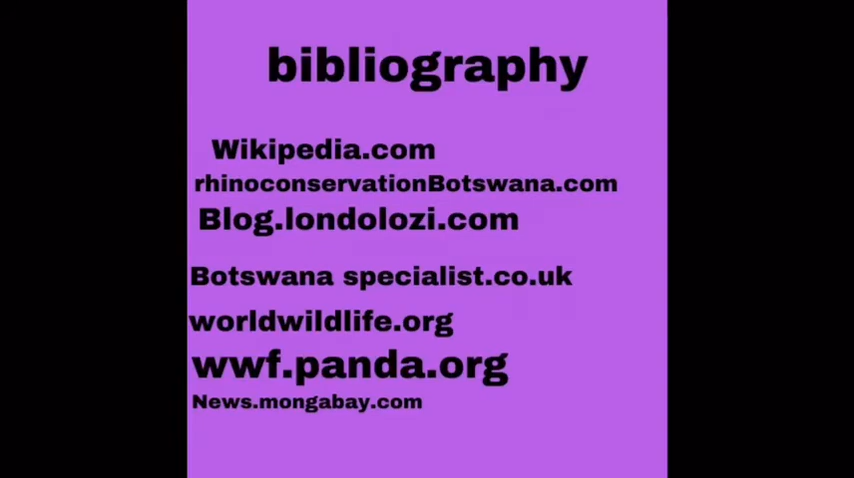 bibliography
Wikipedia.com
rhinoconservationBotswana.com
Blog.londolozi.com
Botswana specialist.co.uk
worldwildlife.org
wwf.panda.org
News.mongabay.com